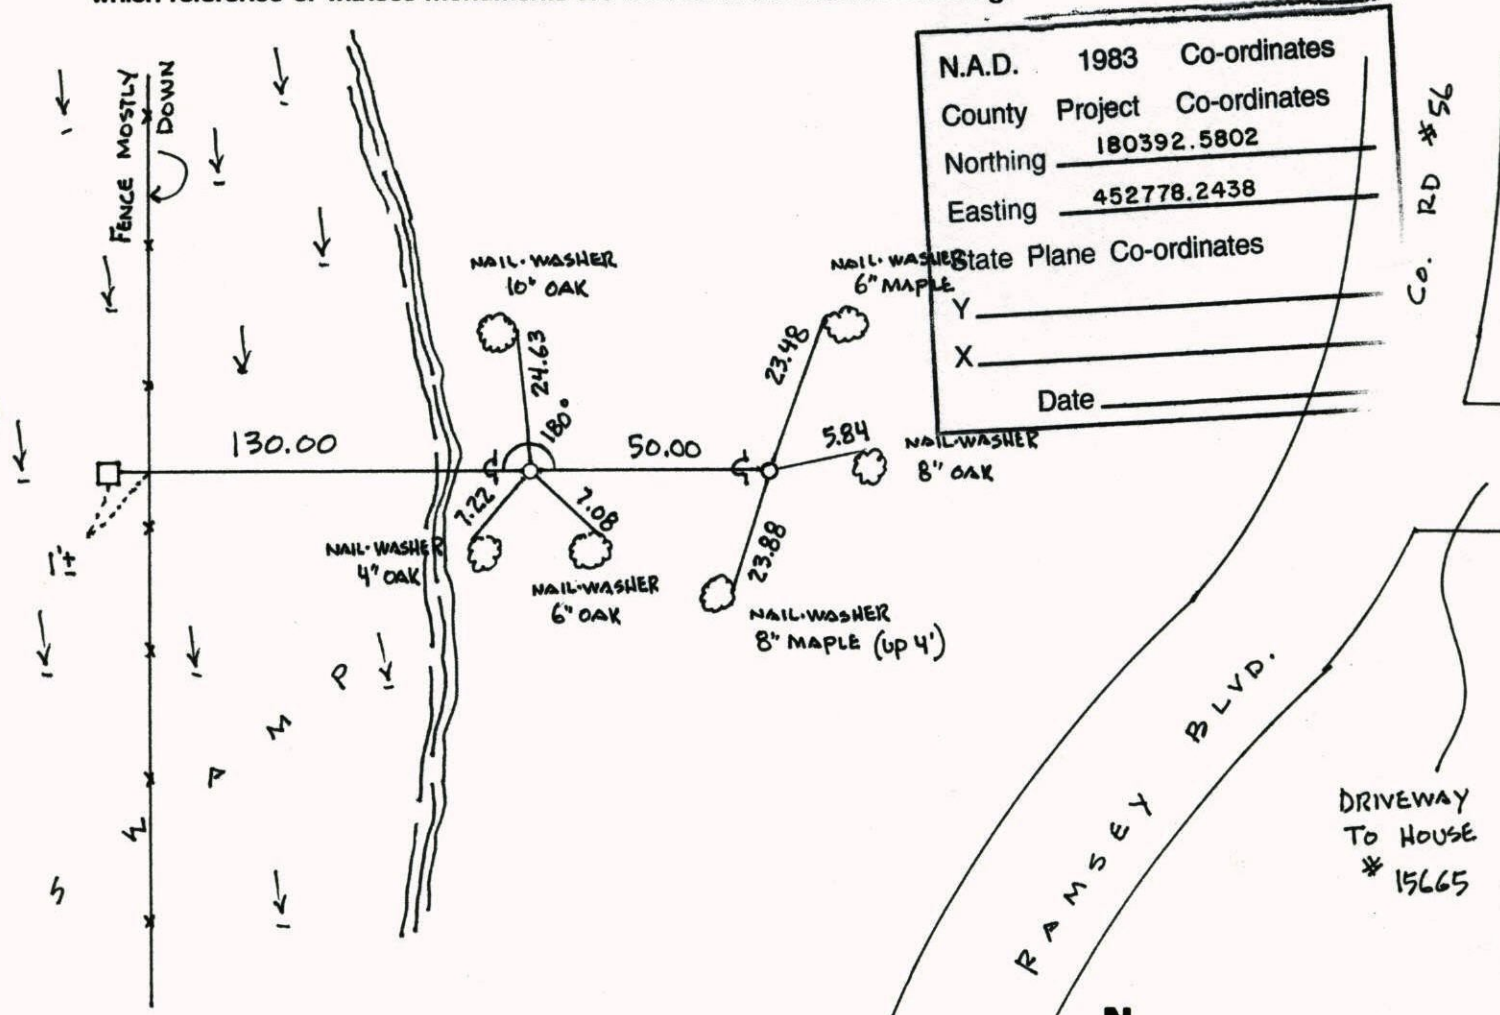 N.A.D. 1983 Co-ordinates
County Project Co-ordinates
Northing 180392.5802
Easting 452778.2438
State Plane Co-ordinates
Y
X
Date
CO. RD #56
FENCE MOSTLY
DOWN
NAIL·WASHER
10" OAK
NAIL·WASHER
6" MAPLE
24.63
23.48
180°
130.00
50.00
5.84
NAIL·WASHER
8" OAK
7.22
7.08
23.88
1'±
NAIL·WASHER
4" OAK
NAIL·WASHER
6" OAK
NAIL·WASHER
8" MAPLE (UP 4')
SWAMP
RAMSEY BLVD.
DRIVEWAY
TO HOUSE
# 15665
N